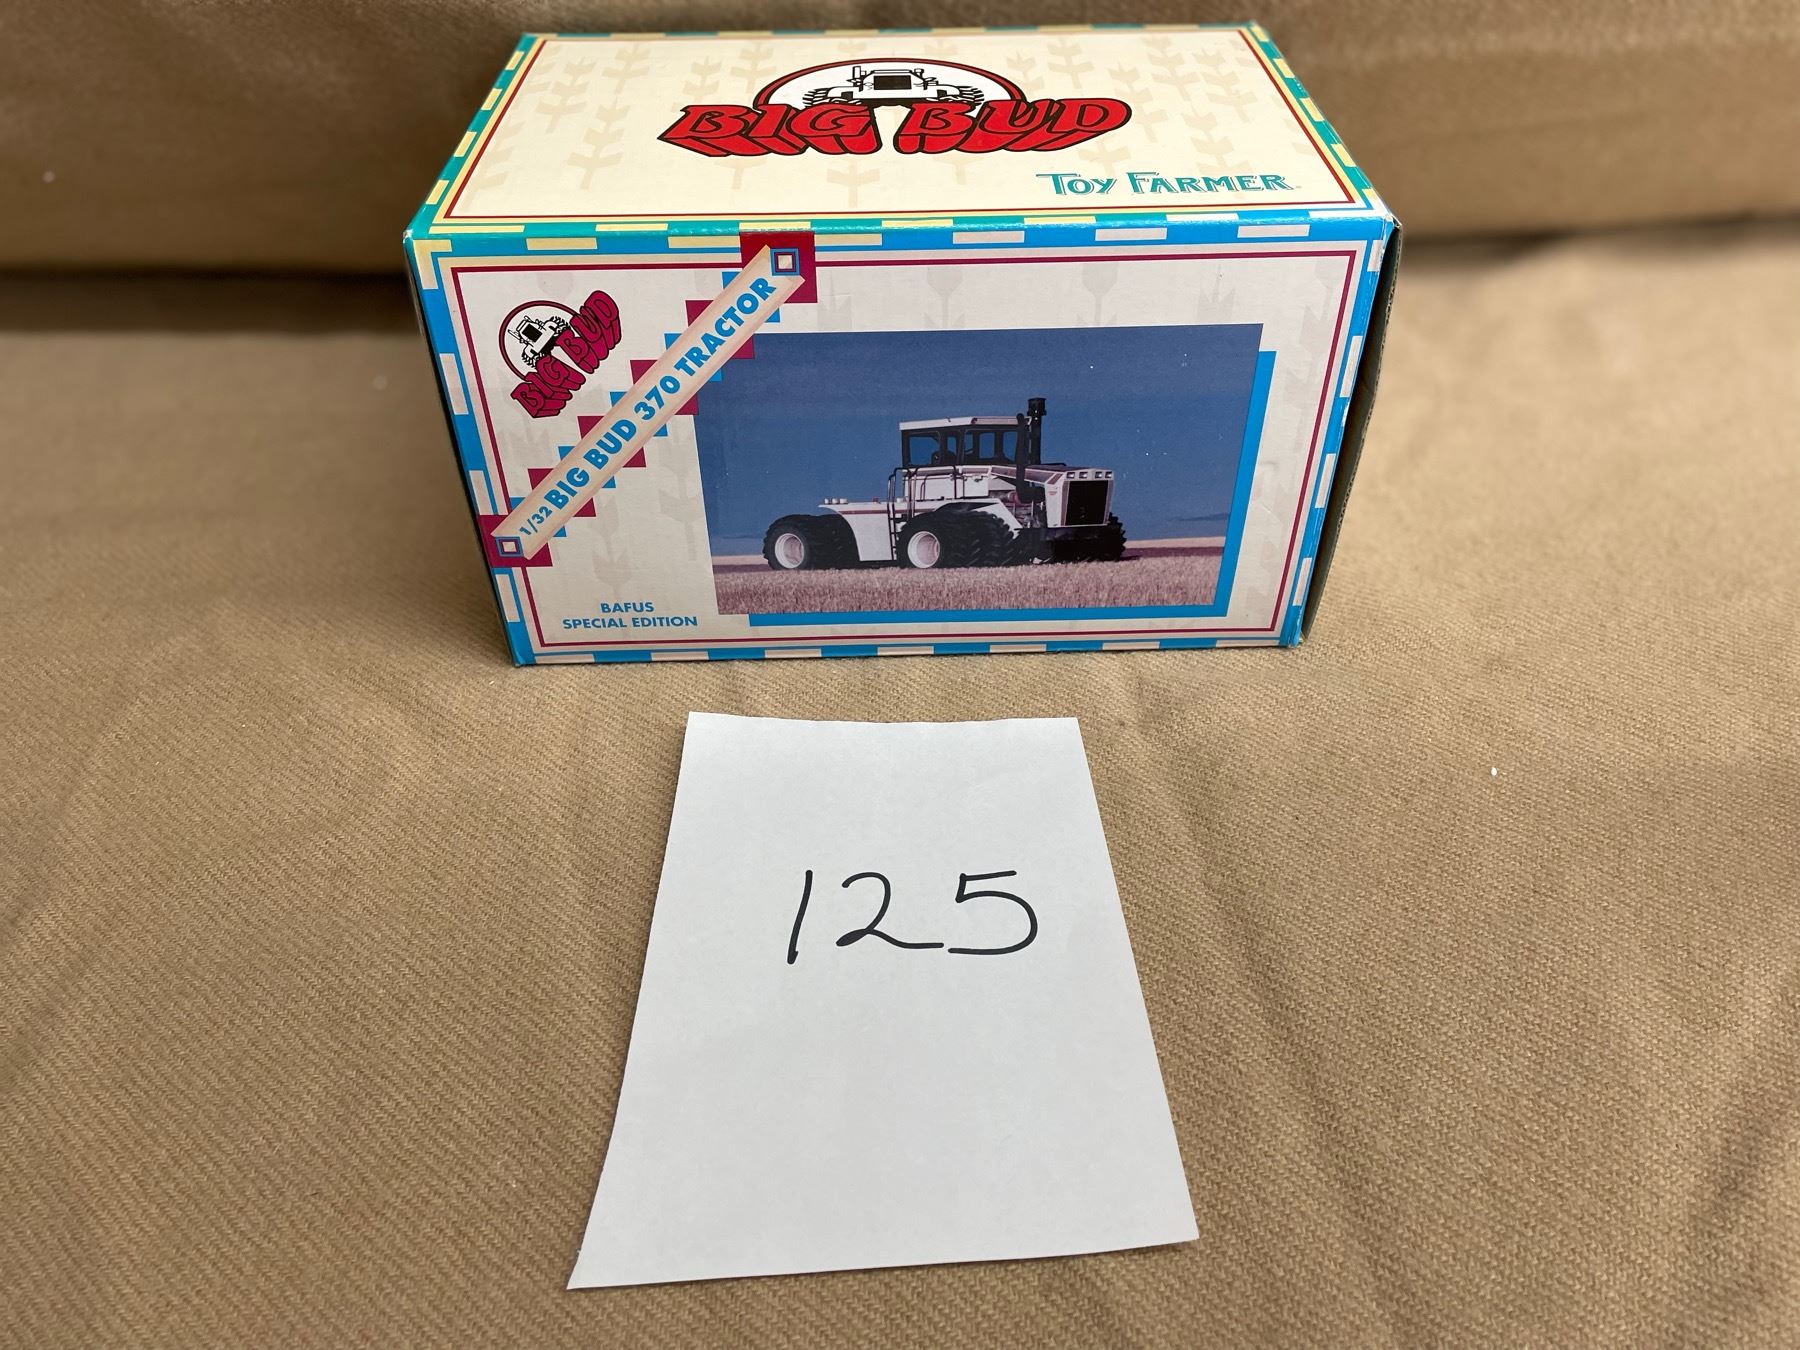 BIG BUD
TOY FARMER
BIG BUD
1/32 BIG BUD 370 TRACTOR
BAFUS
SPECIAL EDITION
125